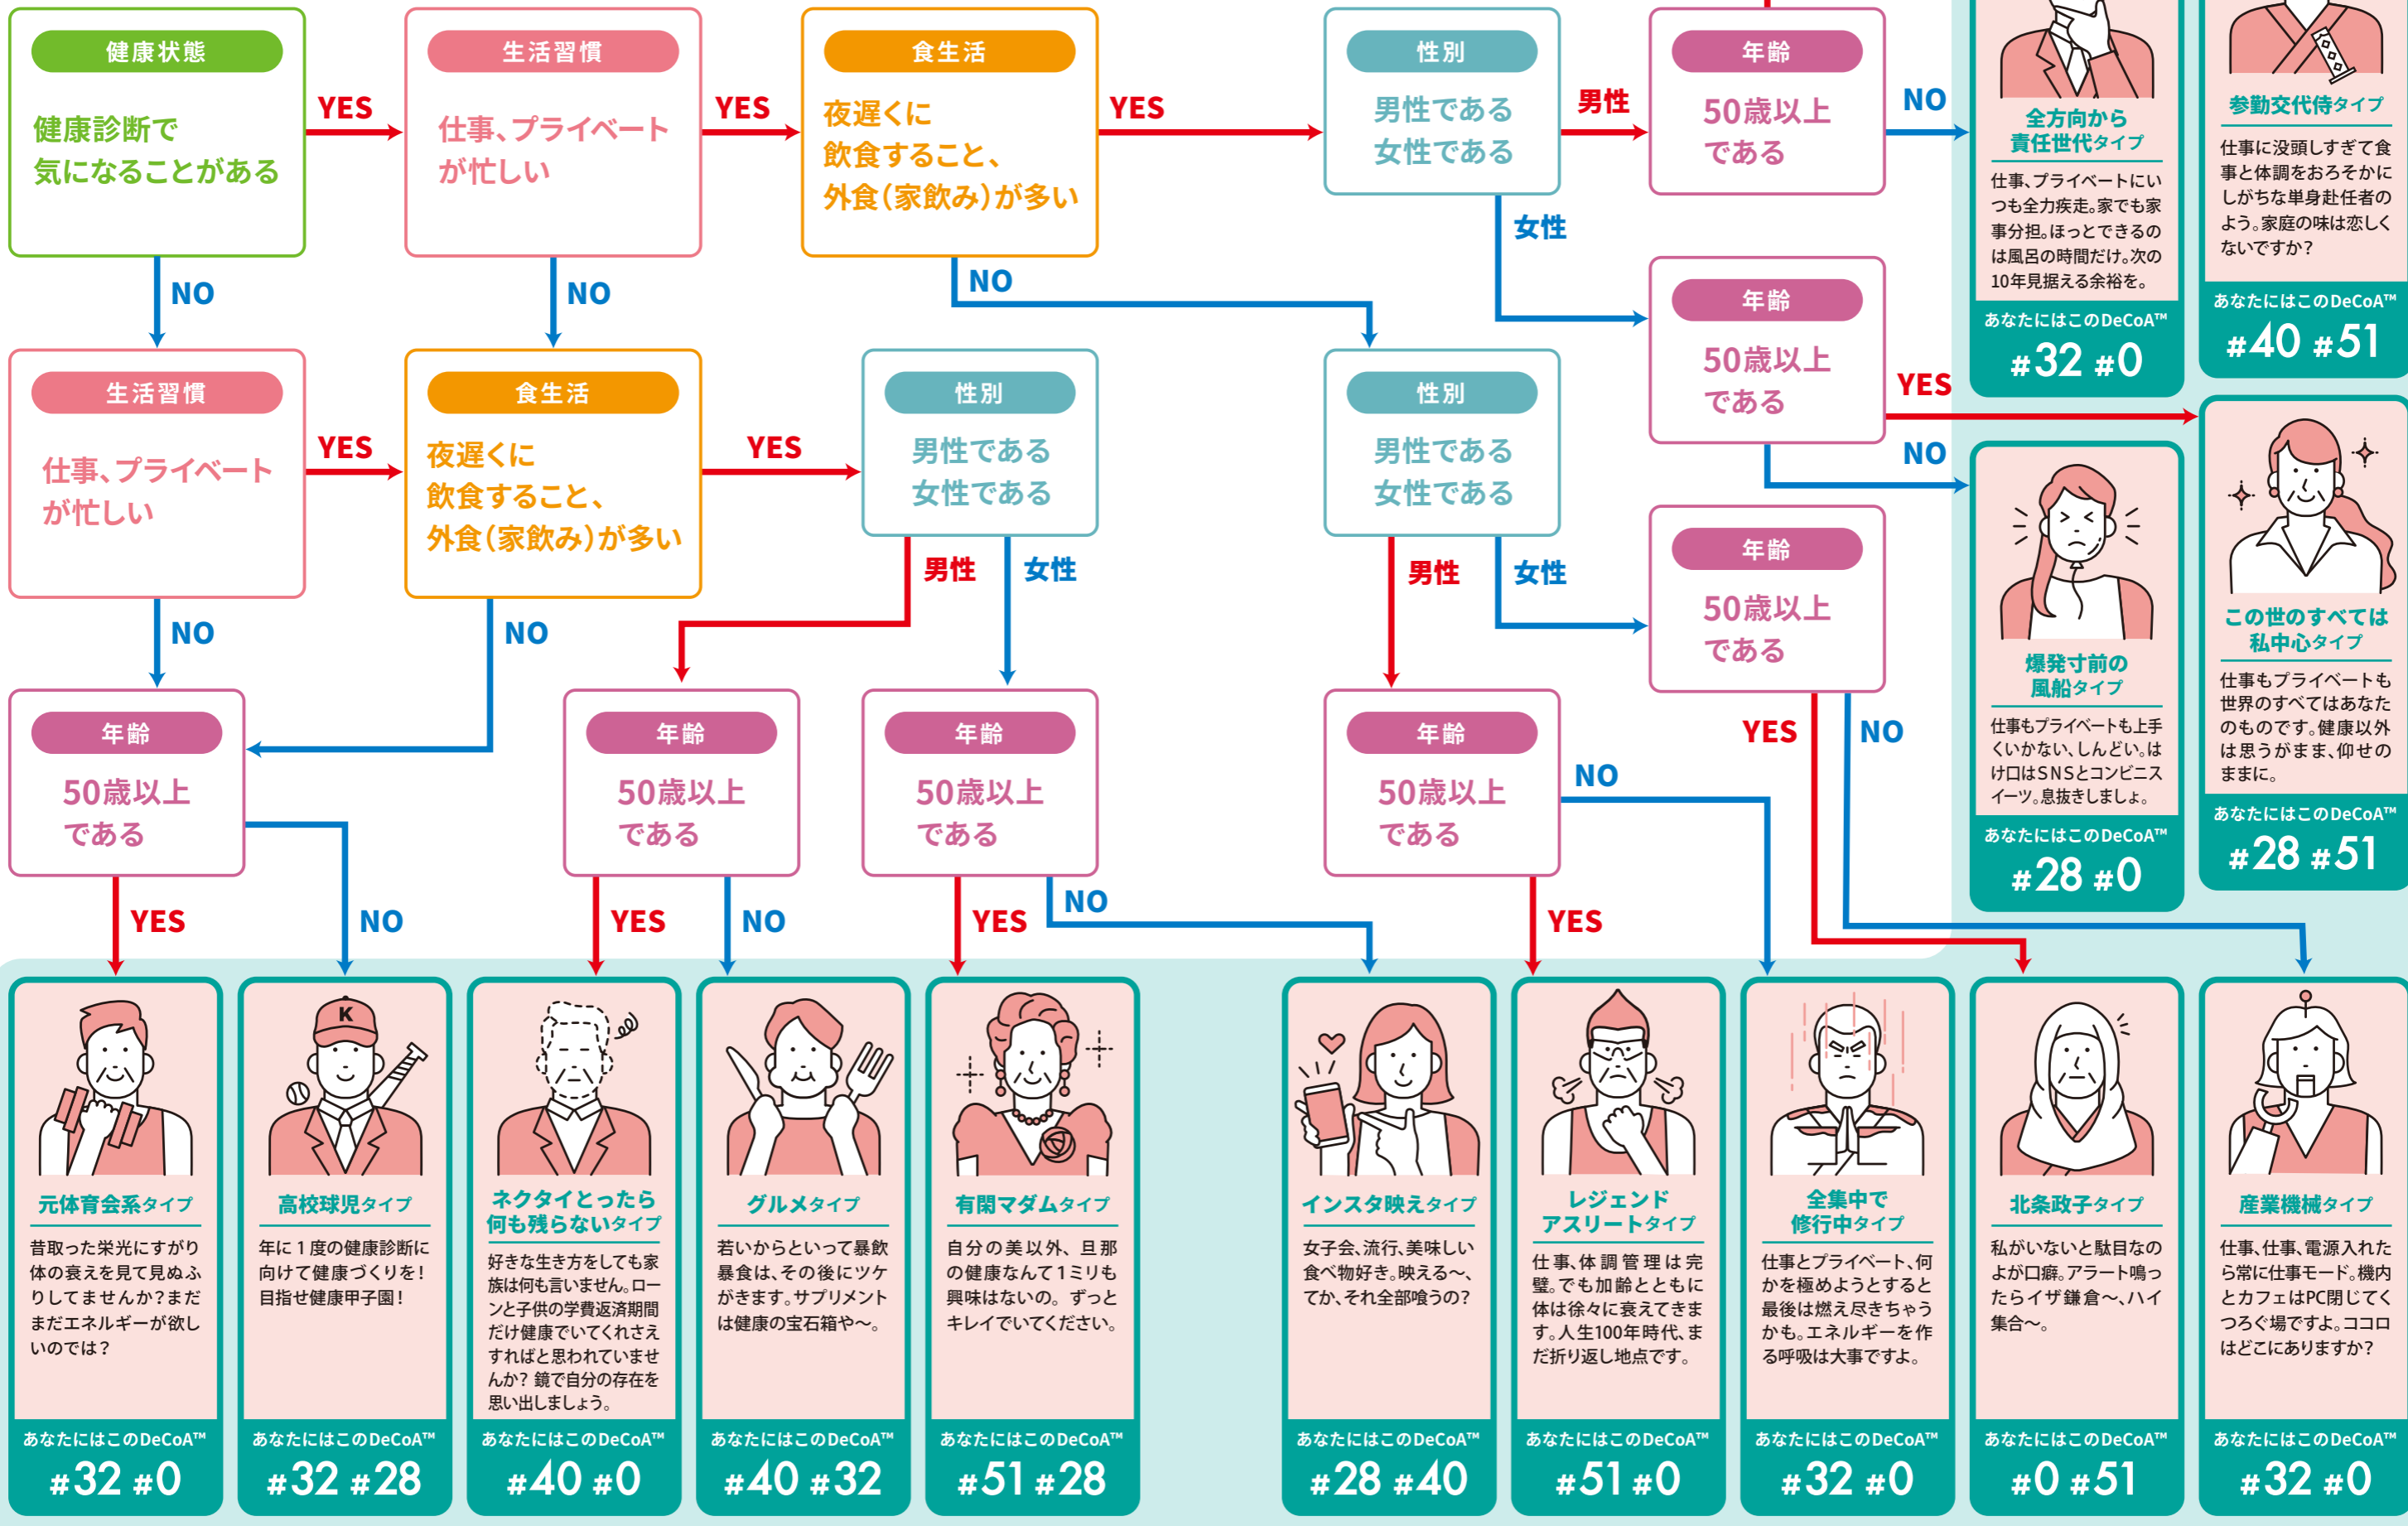 健康状態
健康診断で
気になることがある
YES
NO
生活習慣
仕事、プライベート
が忙しい
YES
NO
食生活
夜遅くに
飲食すること、
外食（家飲み）が多い
YES
NO
性別
男性である
女性である
男性
女性
年齢
50歳以上
である
NO
年齢
50歳以上
である
YES
NO
生活習慣
仕事、プライベート
が忙しい
YES
NO
食生活
夜遅くに
飲食すること、
外食（家飲み）が多い
YES
NO
性別
男性である
女性である
男性
女性
性別
男性である
女性である
男性
女性
年齢
50歳以上
である
YES
NO
年齢
50歳以上
である
YES
NO
年齢
50歳以上
である
YES
NO
年齢
50歳以上
である
YES
NO
年齢
50歳以上
である
NO
YES
全方向から
責任世代タイプ
仕事、プライベートにい
つも全力疾走。家でも家
事分担。ほっとできるの
は風呂の時間だけ。次の
10年見据える余裕を。
あなたにはこのDeCoA™
#32 #0
参勤交代侍タイプ
仕事に没頭しすぎて食
事と体調をおろそかに
しがちな単身赴任者の
よう。家庭の味は恋しく
ないですか？
あなたにはこのDeCoA™
#40 #51
爆発寸前の
風船タイプ
仕事もプライベートも上手
くいかない、しんどい。は
け口はSNSとコンビニス
イーツ。息抜きしましょ。
あなたにはこのDeCoA™
#28 #0
この世のすべては
私中心タイプ
仕事もプライベートも
世界のすべてはあなた
のものです。健康以外
は思うがまま、仰せの
ままに。
あなたにはこのDeCoA™
#28 #51
元体育会系タイプ
昔取った栄光にすがり
体の衰えを見て見ぬふ
りしてませんか？まだ
まだエネルギーが欲し
いのでは？
あなたにはこのDeCoA™
#32 #0
K
高校球児タイプ
年に1度の健康診断に
向けて健康づくりを！
目指せ健康甲子園！
あなたにはこのDeCoA™
#32 #28
ネクタイとったら
何も残らないタイプ
好きな生き方をしても家
族は何も言いません。ロー
ンと子供の学費返済期間
だけ健康でいてくれさえ
すればと思われていませ
んか？ 鏡で自分の存在を
思い出しましょう。
あなたにはこのDeCoA™
#40 #0
グルメタイプ
若いからといって暴飲
暴食は、その後にツケ
がきます。サプリメント
は健康の宝石箱や～。
あなたにはこのDeCoA™
#40 #32
有閑マダムタイプ
自分の美以外、旦那
の健康なんて1ミリも
興味はないの。ずっと
キレイでいてください。
あなたにはこのDeCoA™
#51 #28
インスタ映えタイプ
女子会、流行、美味しい
食べ物好き。映える～、
てか、それ全部喰うの？
あなたにはこのDeCoA™
#28 #40
レジェンド
アスリートタイプ
仕事、体調管理は完
璧。でも加齢とともに
体は徐々に衰えてきま
す。人生100年時代、ま
だ折り返し地点です。
あなたにはこのDeCoA™
#51 #0
全集中で
修行中タイプ
仕事とプライベート、何
かを極めようとすると
最後は燃え尽きちゃう
かも。エネルギーを作
る呼吸は大事ですよ。
あなたにはこのDeCoA™
#32 #0
北条政子タイプ
私がいないと駄目なの
よが口癖。アラート鳴っ
たらイザ鎌倉～、ハイ
集合～。
あなたにはこのDeCoA™
#0 #51
産業機械タイプ
仕事、仕事、電源入れた
ら常に仕事モード。機内
とカフェはPC閉じてく
つろぐ場ですよ。ココロ
はどこにありますか？
あなたにはこのDeCoA™
#32 #0